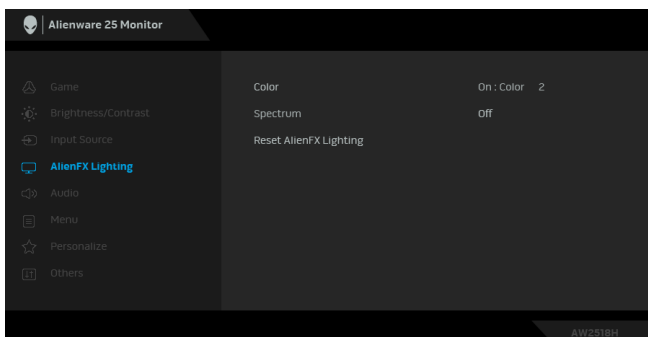 Alienware 25 Monitor
Game
Color
On : Color 2
Brightness/Contrast
Spectrum
Off
Input Source
Reset AlienFX Lighting
AlienFX Lighting
Audio
Menu
Personalize
Others
AW2518H